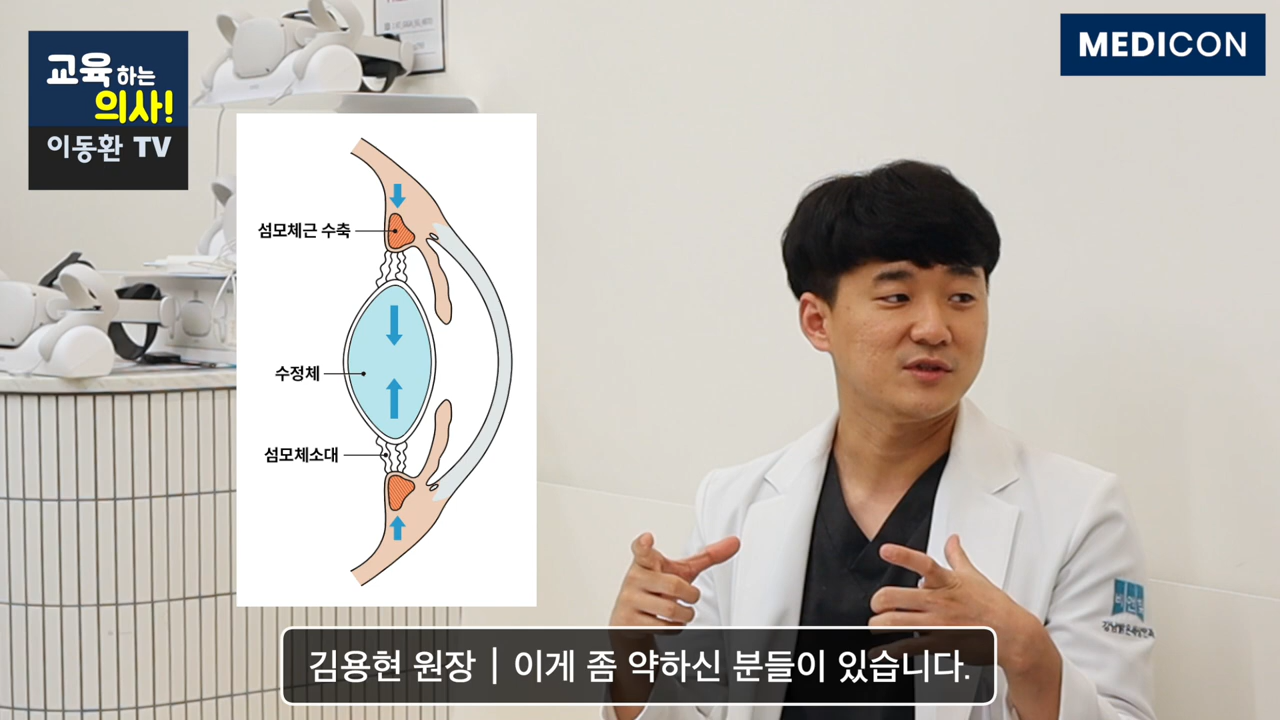 교육하는
의사!
이동환 TV
MEDICON
섬모체근 수축
수정체
섬모체소대
김용현 원장 | 이게 좀 약하신 분들이 있습니다.